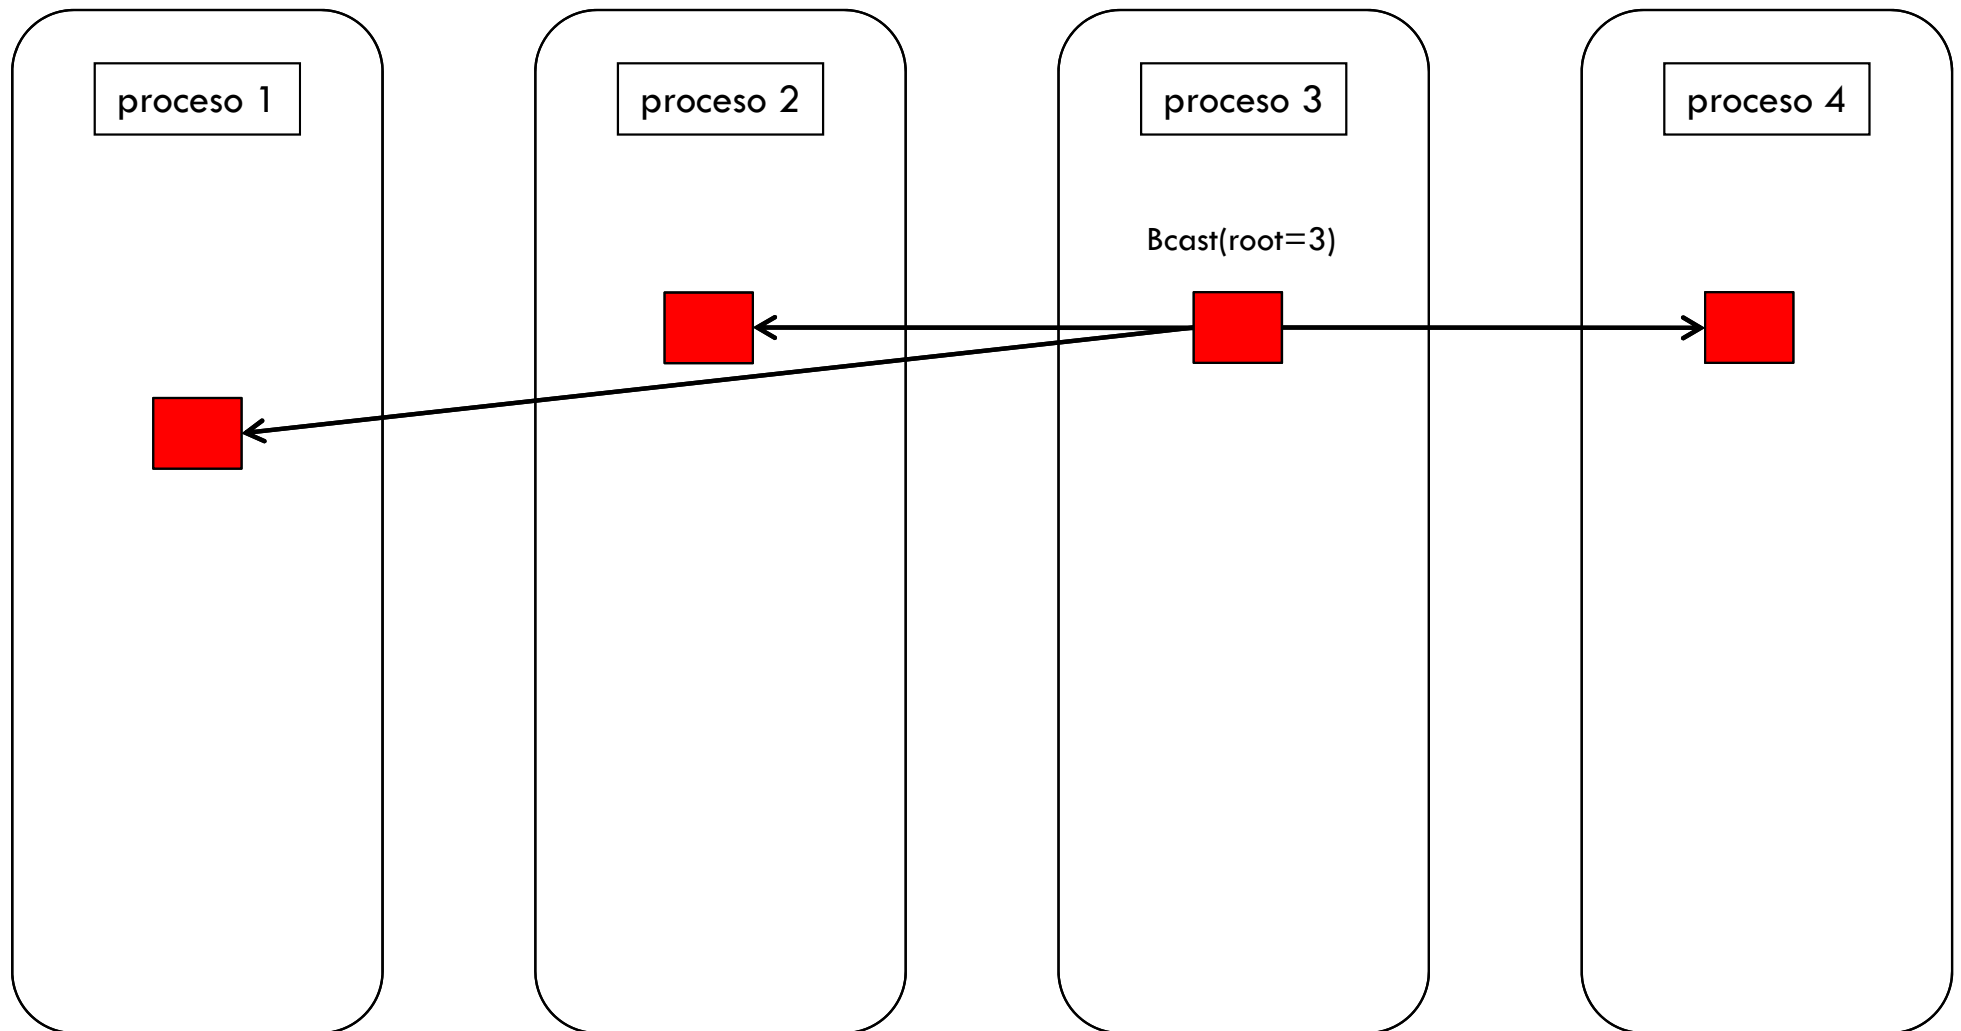 proceso 1
proceso 2
proceso 3
proceso 4
Bcast(root=3)